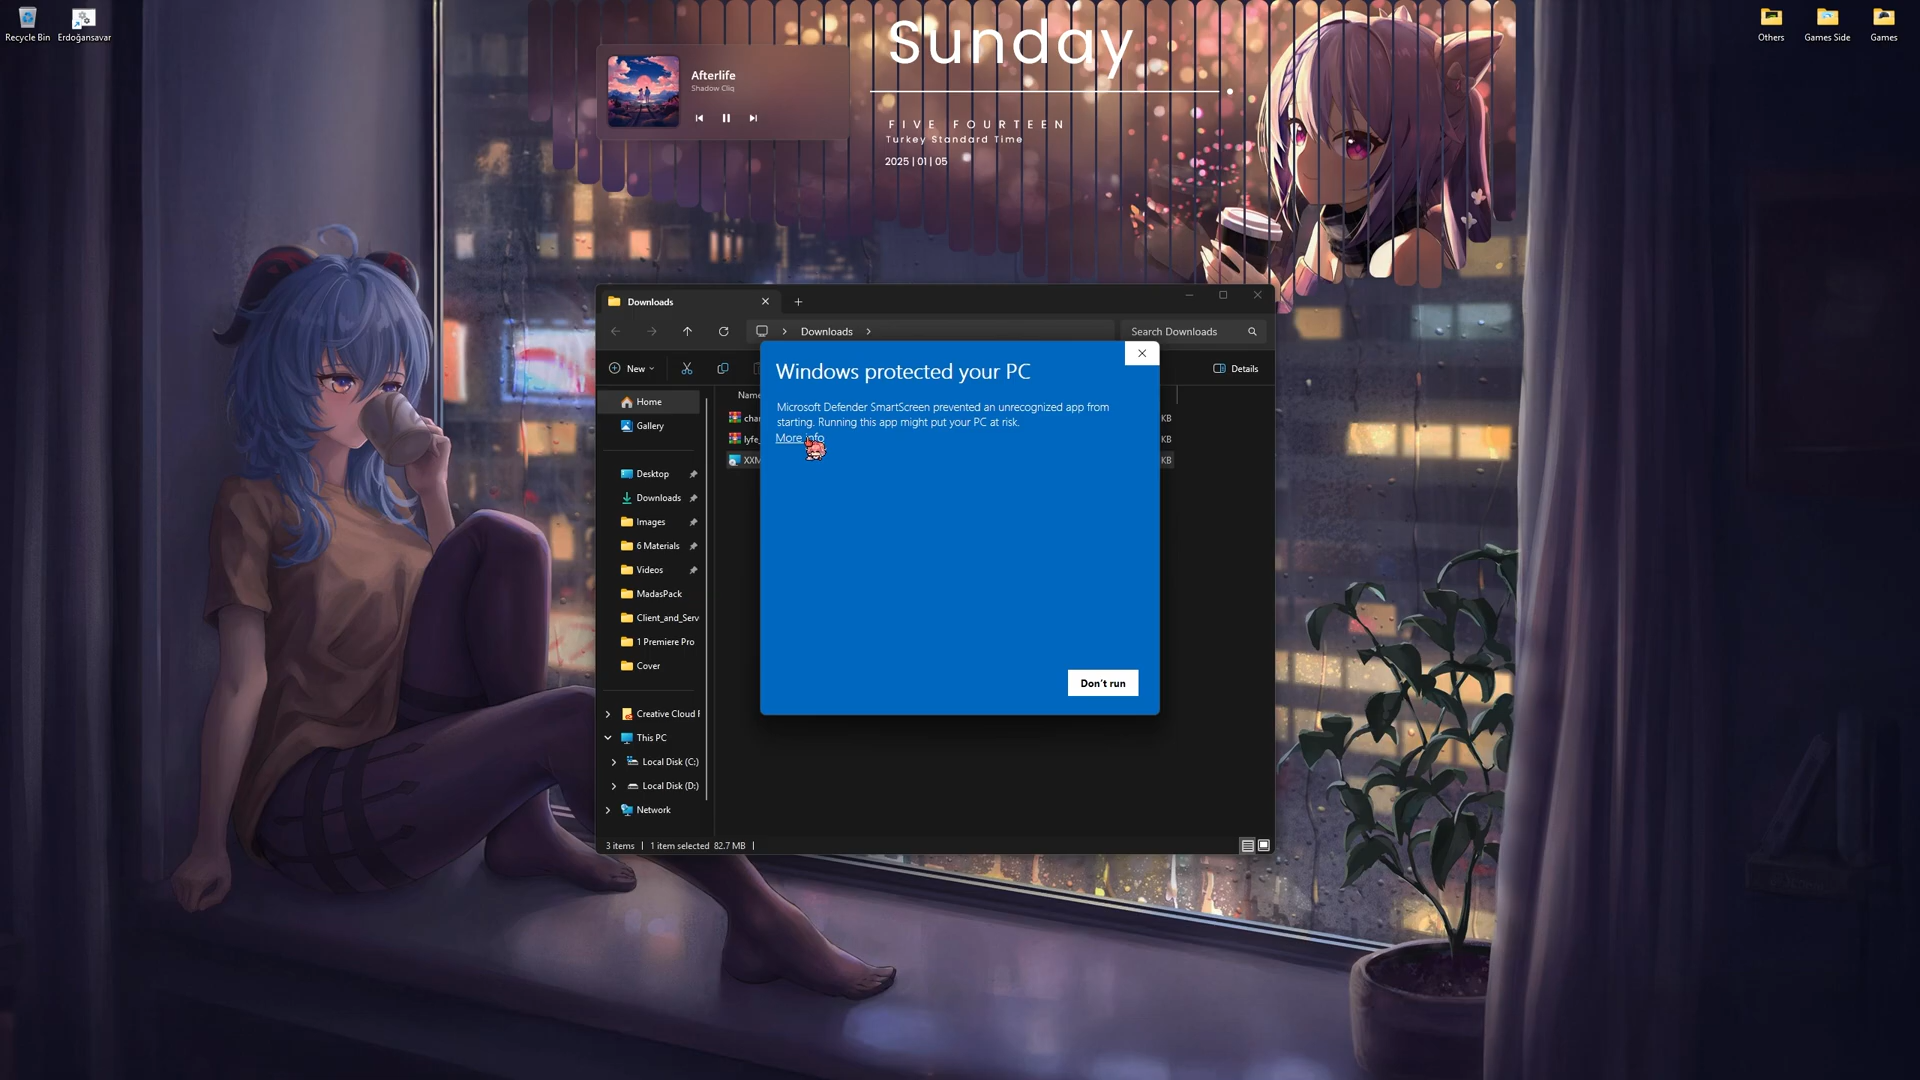 Recycle Bin
Erdoğansavar
Others
Games Side
Games
Sunday
Afterlife
Shadow Cliq
FIVE FOURTEEN
Turkey Standard Time
2025 | 01 | 05
Downloads
Downloads
Search Downloads
New
Details
Name
Home
Gallery
Desktop
Downloads
Images
6 Materials
Videos
MadasPack
Client_and_Serv
1 Premiere Pro
Cover
Creative Cloud F
This PC
Local Disk (C:)
Local Disk (D:)
Network
cha
KB
lyfe_
KB
XXM
KB
Windows protected your PC
Microsoft Defender SmartScreen prevented an unrecognized app from
starting. Running this app might put your PC at risk.
More info
Don't run
3 items
1 item selected 82.7 MB